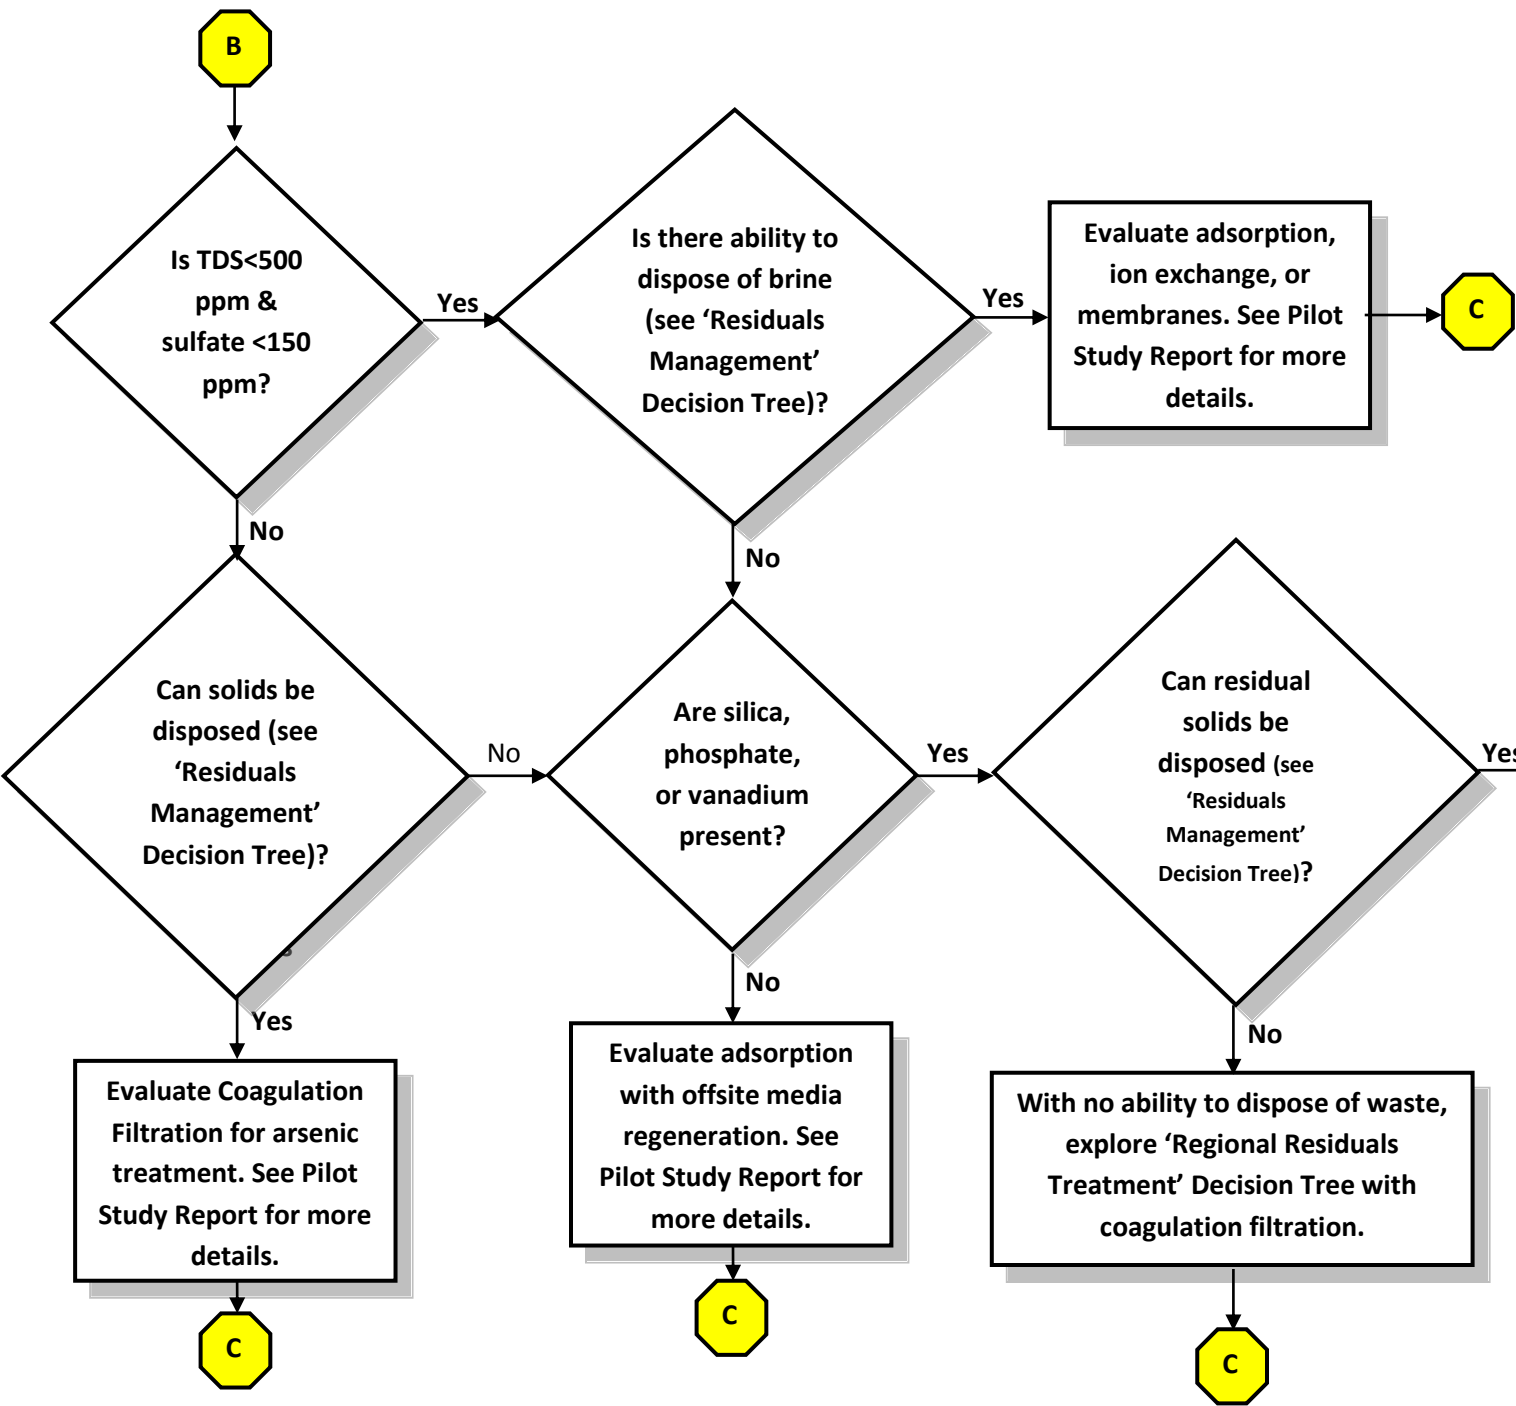 B
Is TDS<500
ppm &
sulfate <150
ppm?
Yes
Is there ability to
dispose of brine
(see ‘Residuals
Management’
Decision Tree)?
Yes
Evaluate adsorption,
ion exchange, or
membranes. See Pilot
Study Report for more
details.
C
No
No
Can solids be
disposed (see
‘Residuals
Management’
Decision Tree)?
No
Are silica,
phosphate,
or vanadium
present?
Yes
Can residual
solids be
disposed (see
‘Residuals
Management’
Decision Tree)?
Yes
Yes
No
No
Evaluate Coagulation
Filtration for arsenic
treatment. See Pilot
Study Report for more
details.
Evaluate adsorption
with offsite media
regeneration. See
Pilot Study Report for
more details.
With no ability to dispose of waste,
explore ‘Regional Residuals
Treatment’ Decision Tree with
coagulation filtration.
C
C
C